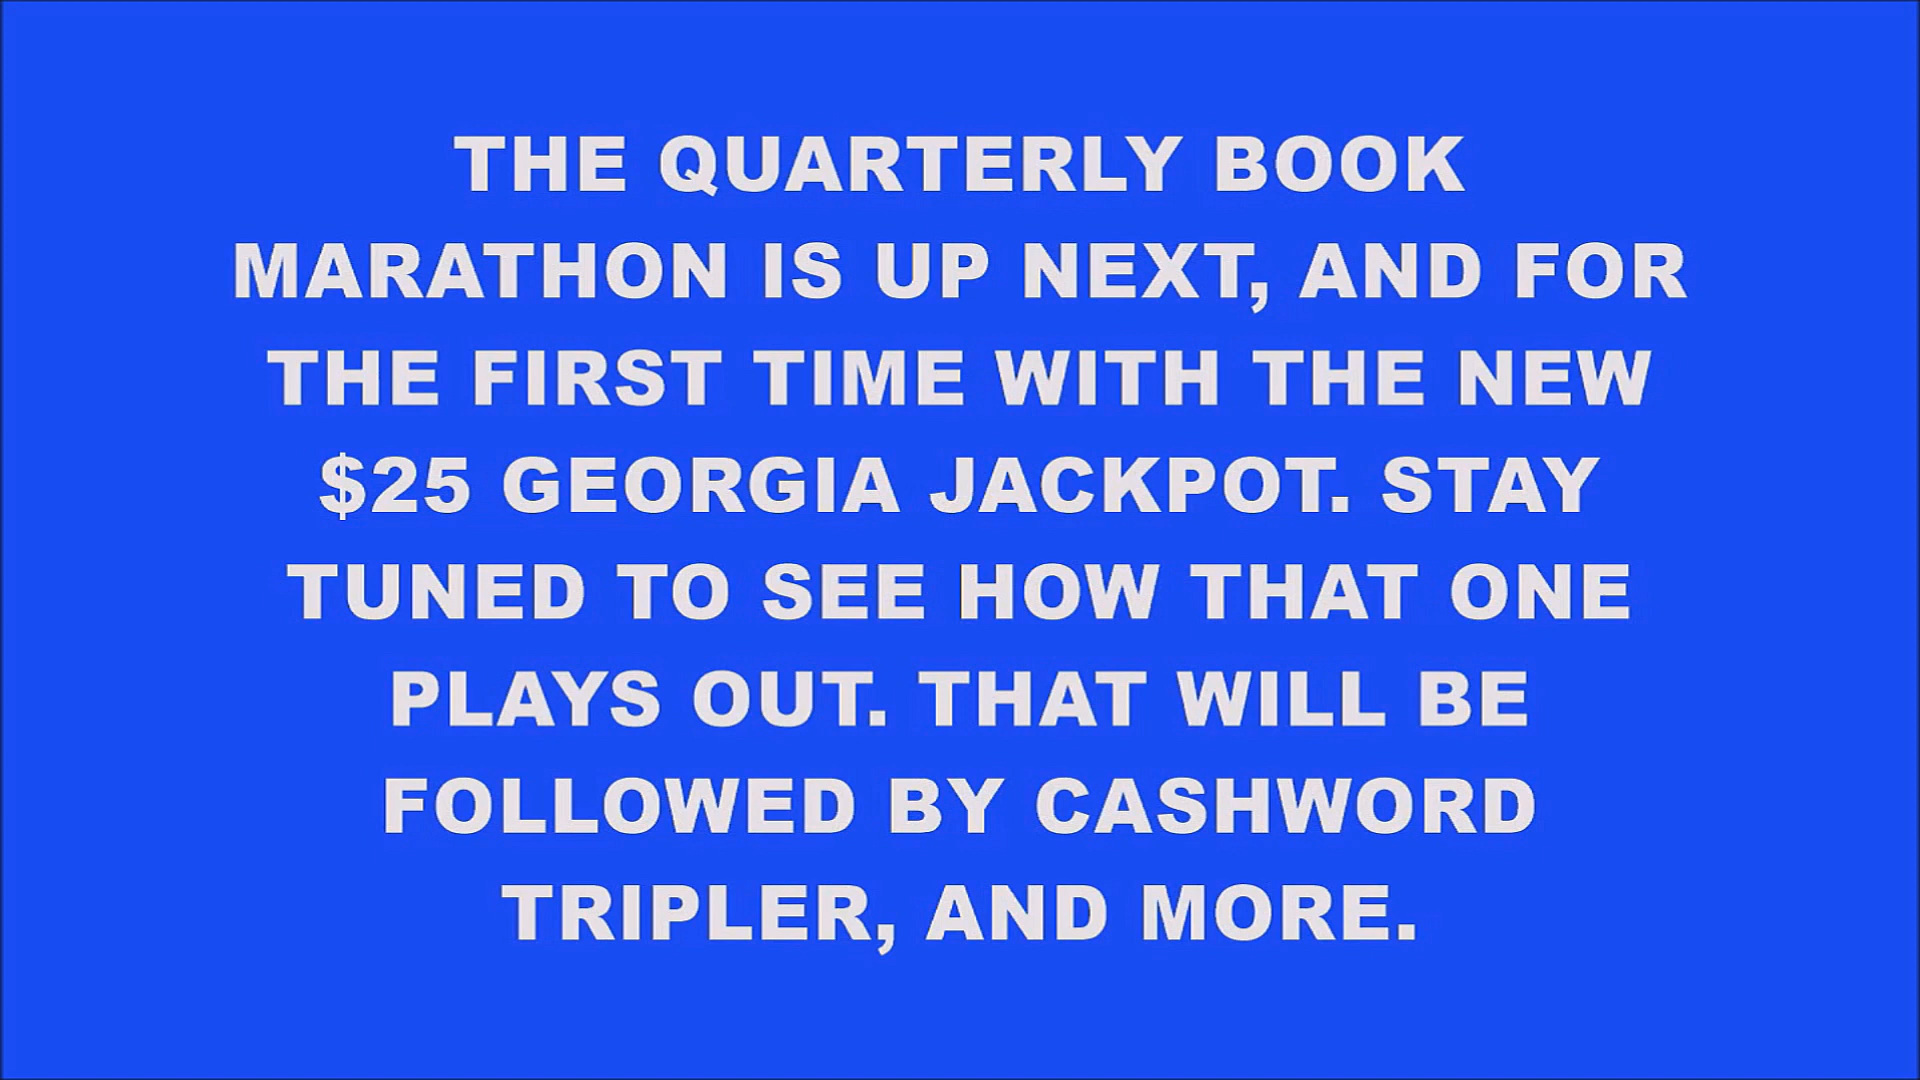 THE QUARTERLY BOOK
MARATHON IS UP NEXT, AND FOR
THE FIRST TIME WITH THE NEW
$25 GEORGIA JACKPOT. STAY
TUNED TO SEE HOW THAT ONE
PLAYS OUT. THAT WILL BE
FOLLOWED BY CASHWORD
TRIPLER, AND MORE.